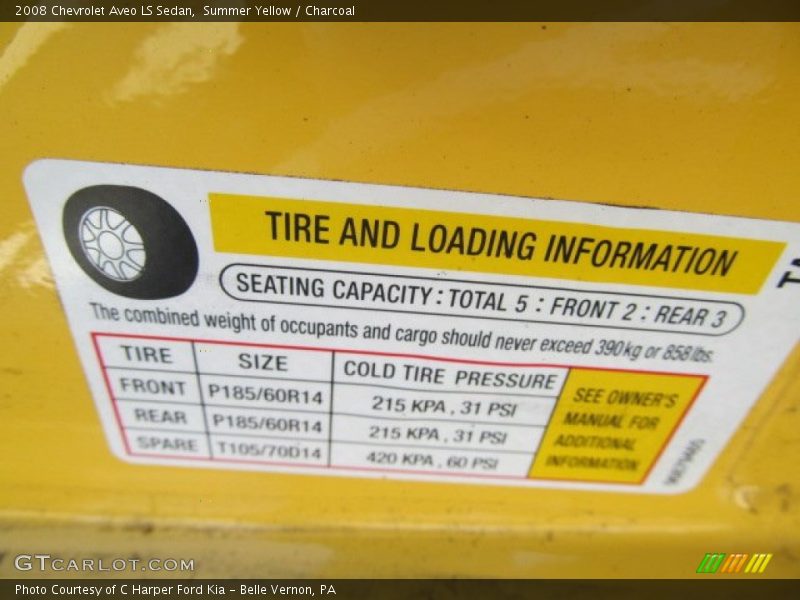 2008 Chevrolet Aveo LS Sedan, Summer Yellow / Charcoal
TIRE AND LOADING INFORMATION
SEATING CAPACITY : TOTAL 5 : FRONT 2 : REAR 3
The combined weight of occupants and cargo should never exceed 390kg or 858lbs.
TIRE SIZE COLD TIRE PRESSURE
FRONT P185/60R14 215 KPA , 31 PSI
REAR P185/60R14 215 KPA , 31 PSI
SPARE T105/70D14 420 KPA , 60 PSI
SEE OWNER'S
MANUAL FOR
ADDITIONAL
INFORMATION
TA
GTCARLOT.COM
Photo Courtesy of C Harper Ford Kia – Belle Vernon, PA